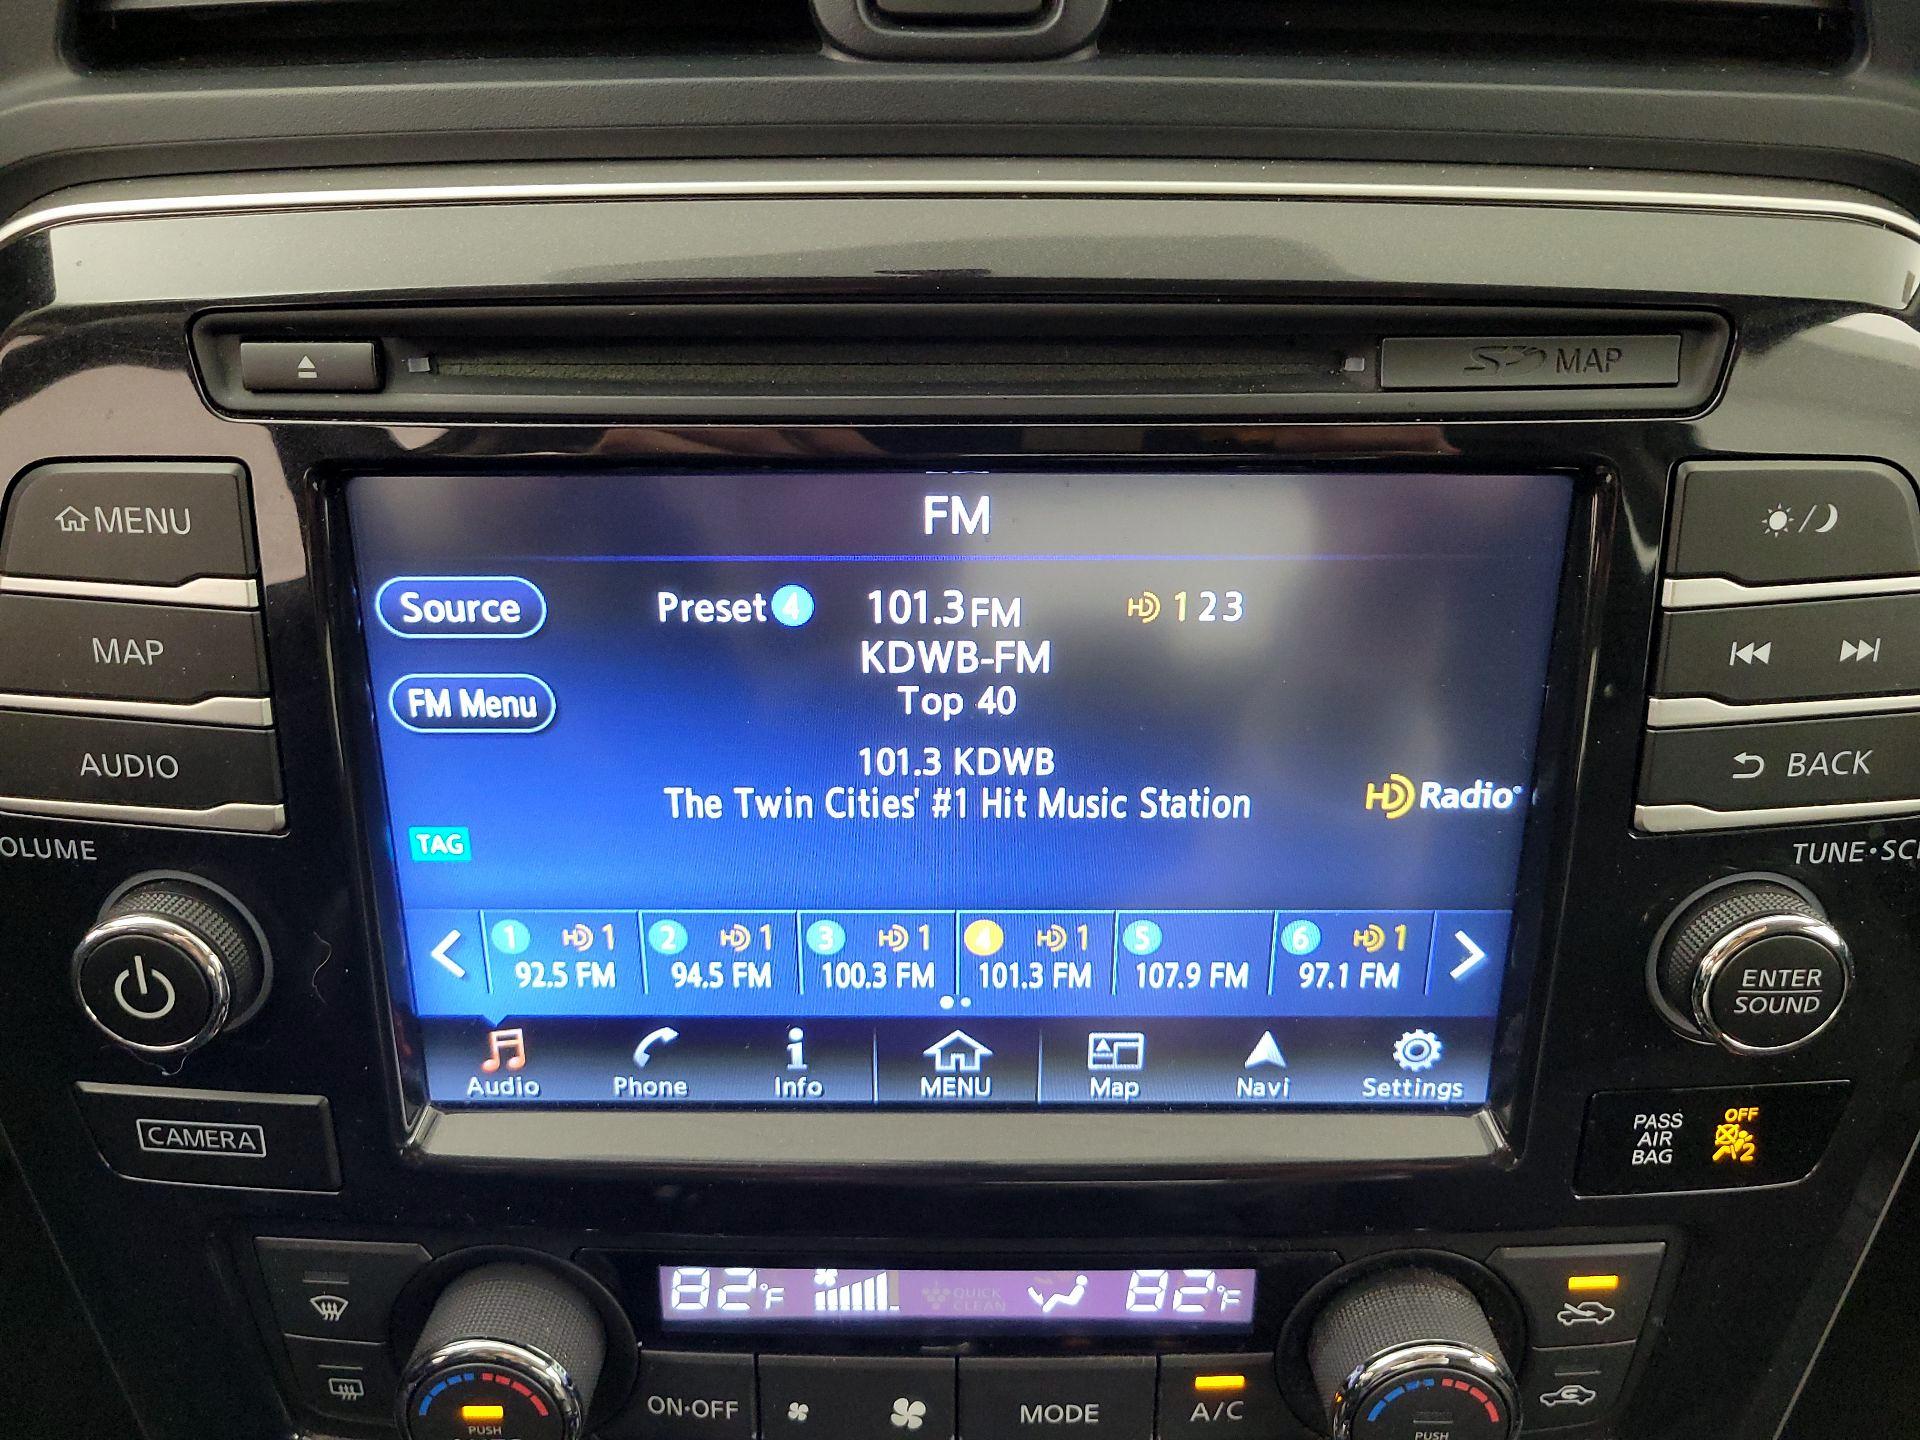 MAP
MENU
MAP
AUDIO
OLUME
CAMERA
FM
Source
Preset 4 101.3 FM HD 1 2 3
KDWB-FM
FM Menu
Top 40
101.3 KDWB
The Twin Cities' #1 Hit Music Station
HD Radio
TAG
1 HD 1 2 HD 1 3 HD 1 4 HD 1 5 6 HD 1
92.5 FM 94.5 FM 100.3 FM 101.3 FM 107.9 FM 97.1 FM
Audio Phone Info MENU Map Navi Settings
BACK
TUNE·SC
ENTER
SOUND
PASS
AIR
BAG
OFF
2
82°F QUICK CLEAN 82°F
PUSH
ON·OFF
MODE
A/C
PUSH